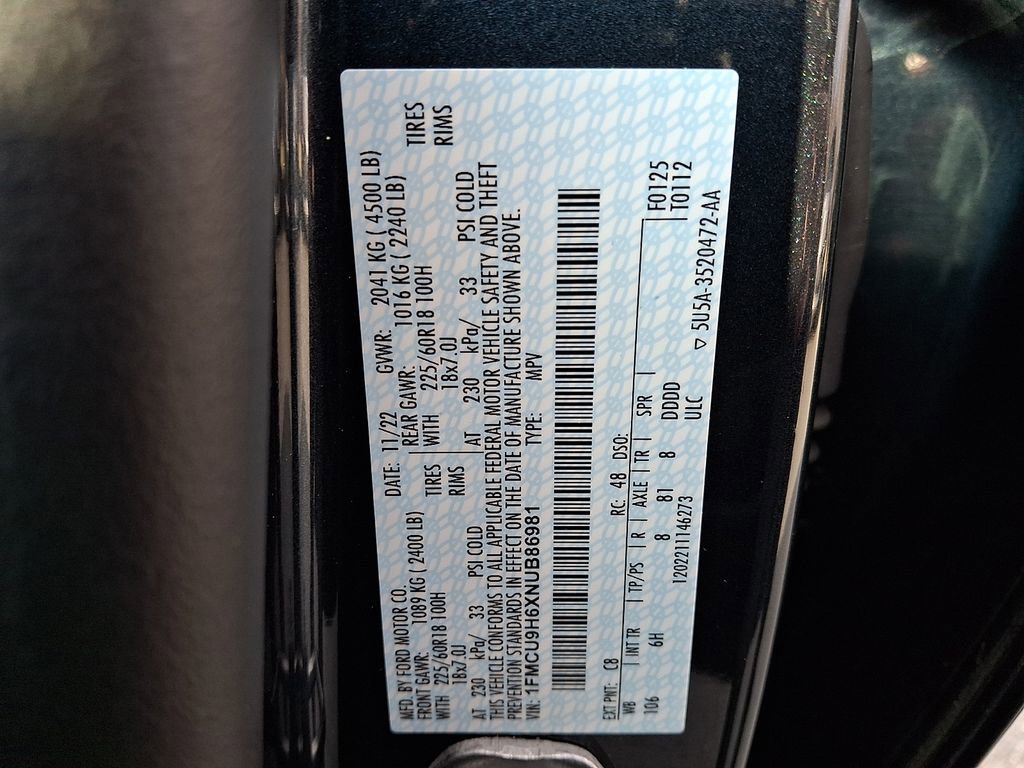 MFD. BY FORD MOTOR CO. DATE: 11/22 GVWR: 2041 KG ( 4500 LB)
FRONT GAWR: 1089 KG ( 2400 LB) REAR GAWR: 1016 KG ( 2240 LB)
WITH 225/60R18 100H TIRES WITH 225/60R18 100H TIRES
18x7.0J RIMS 18x7.0J RIMS
AT 230 kPa/ 33 PSI COLD AT 230 kPa/ 33 PSI COLD
THIS VEHICLE CONFORMS TO ALL APPLICABLE FEDERAL MOTOR VEHICLE SAFETY AND THEFT
PREVENTION STANDARDS IN EFFECT ON THE DATE OF MANUFACTURE SHOWN ABOVE.
VIN: 1FMCU9H6XNUB86981 TYPE: MPV
EXT PNT: C8 RC: 48 DSO: F0125
WB | INT TR | TP/PS | R | AXLE | TR | SPR | T0112
106 6H 8 81 8 DDDD
ULC
1202211146273 ▽ 5U5A-3520472-AA